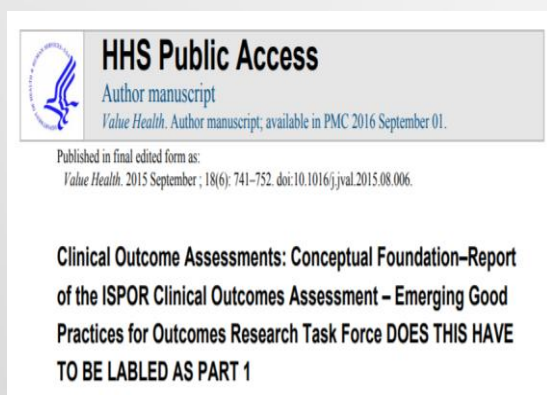 HHS Public Access
Author manuscript
Value Health. Author manuscript; available in PMC 2016 September 01.
Published in final edited form as:
Value Health. 2015 September ; 18(6): 741–752. doi:10.1016/j.jval.2015.08.006.
Clinical Outcome Assessments: Conceptual Foundation–Report
of the ISPOR Clinical Outcomes Assessment – Emerging Good
Practices for Outcomes Research Task Force DOES THIS HAVE
TO BE LABLED AS PART 1